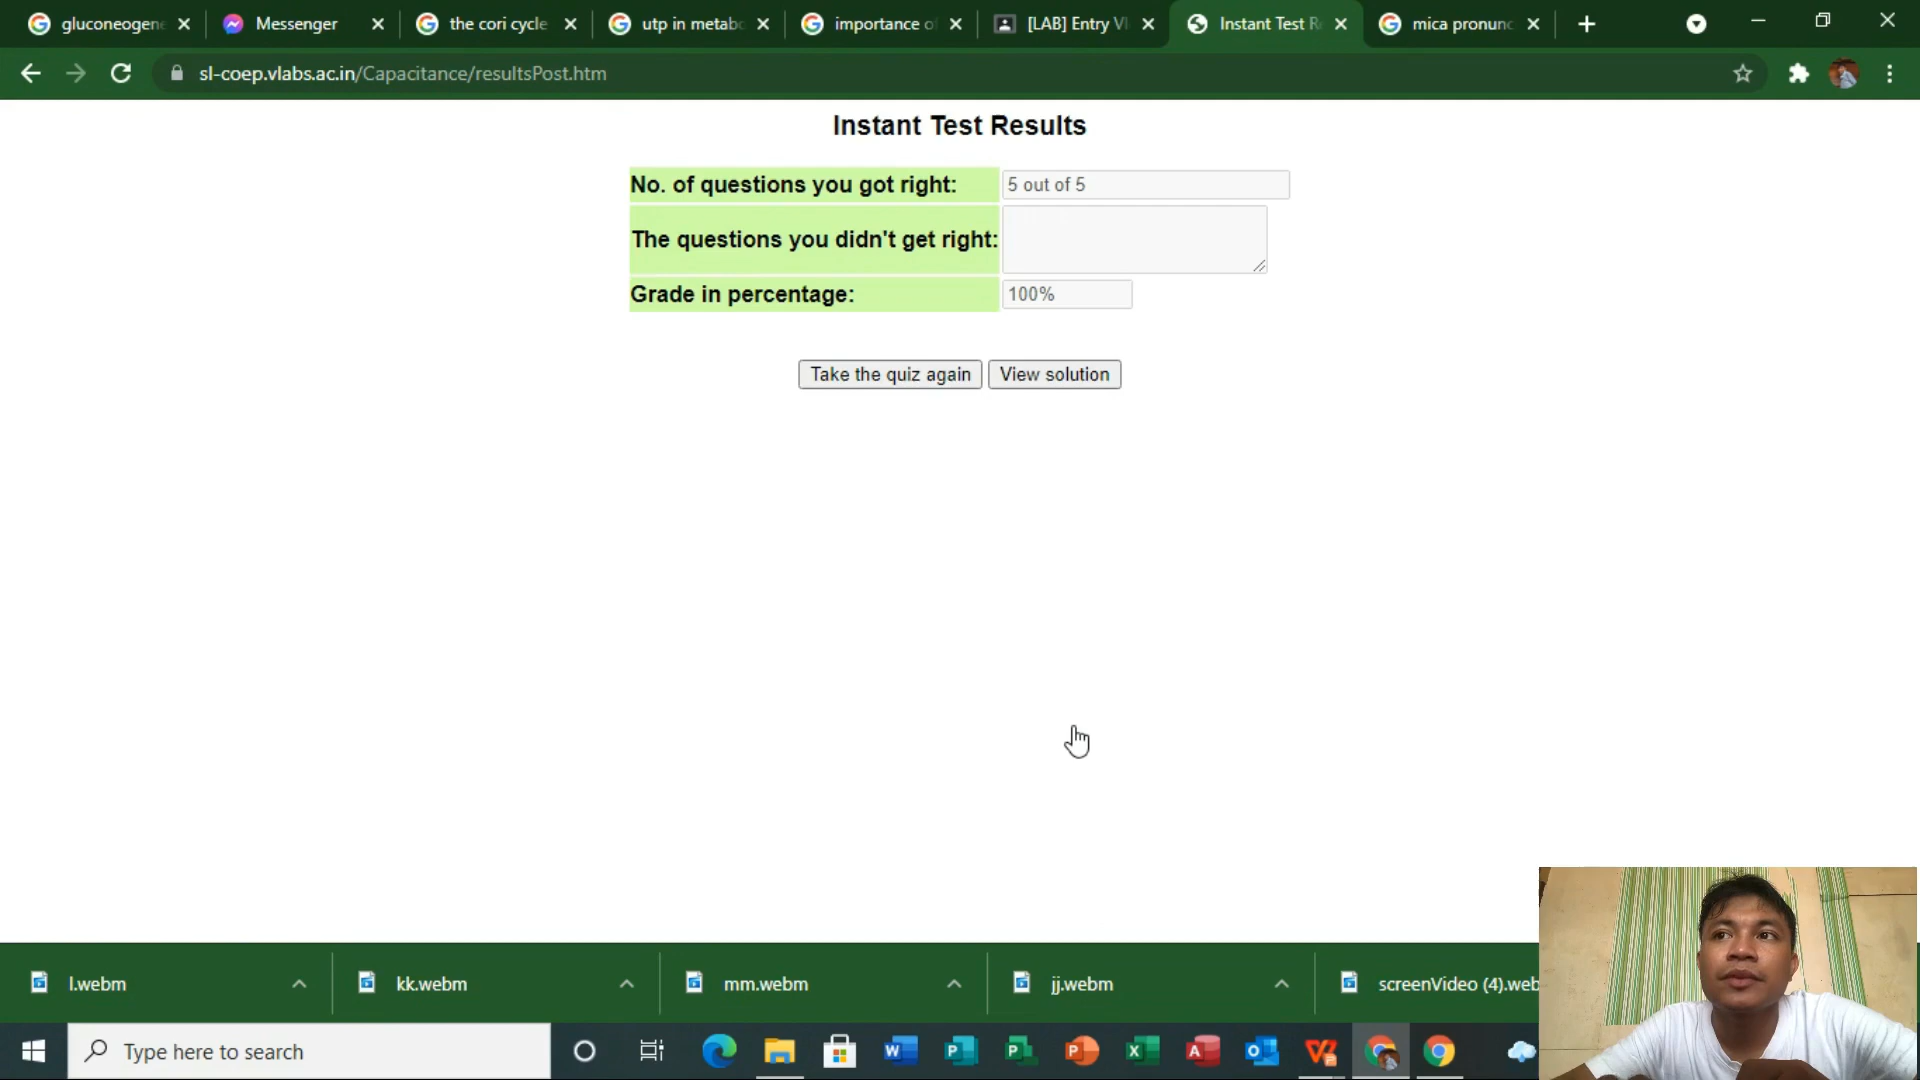 gluconeogene
Messenger
the cori cycle
utp in metabo
importance o
[LAB] Entry V
Instant Test R
mica pronunc
sl-coep.vlabs.ac.in/Capacitance/resultsPost.htm
Instant Test Results
No. of questions you got right: 5 out of 5
The questions you didn't get right:
Grade in percentage: 100%
Take the quiz again View solution
l.webm
kk.webm
mm.webm
jj.webm
screenVideo (4).web
Type here to search